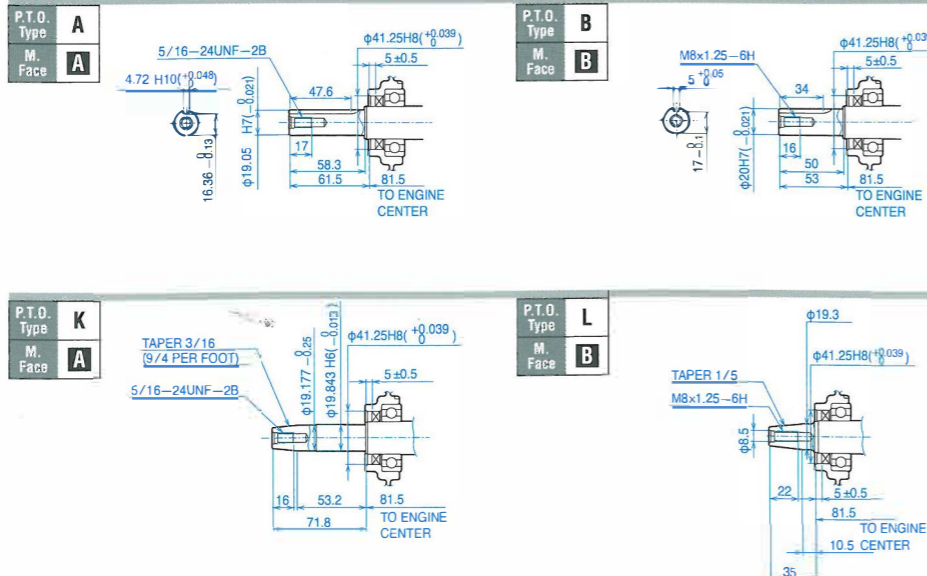 P.T.O. Type A
M. Face A
5/16−24UNF−2B
4.72 H10(+0.048 0)
φ41.25H8(+0.039 0)
5±0.5
47.6
16.36 0 −0.13
φ19.05 H7(0 −0.021)
17
58.3
61.5
81.5
TO ENGINE
CENTER
P.T.O. Type B
M. Face B
M8x1.25−6H
5 +0.05 0
φ41.25H8(
5±0.5
34
17 0 −0.1
φ20H7(0 −0.021)
16
50
53
81.5
TO ENGINE
CENTER
P.T.O. Type K
M. Face A
TAPER 3/16
(9/4 PER FOOT)
5/16−24UNF−2B
φ19.177 0 −0.25
φ19.843 H6(0 −0.013)
φ41.25H8(+0.039 0)
5±0.5
16
53.2
71.8
81.5
TO ENGINE
CENTER
P.T.O. Type L
M. Face B
φ19.3
φ41.25H8(+0.039 0)
TAPER 1/5
M8x1.25−6H
φ8.5
22
5±0.5
81.5
TO ENGINE
CENTER
10.5
35